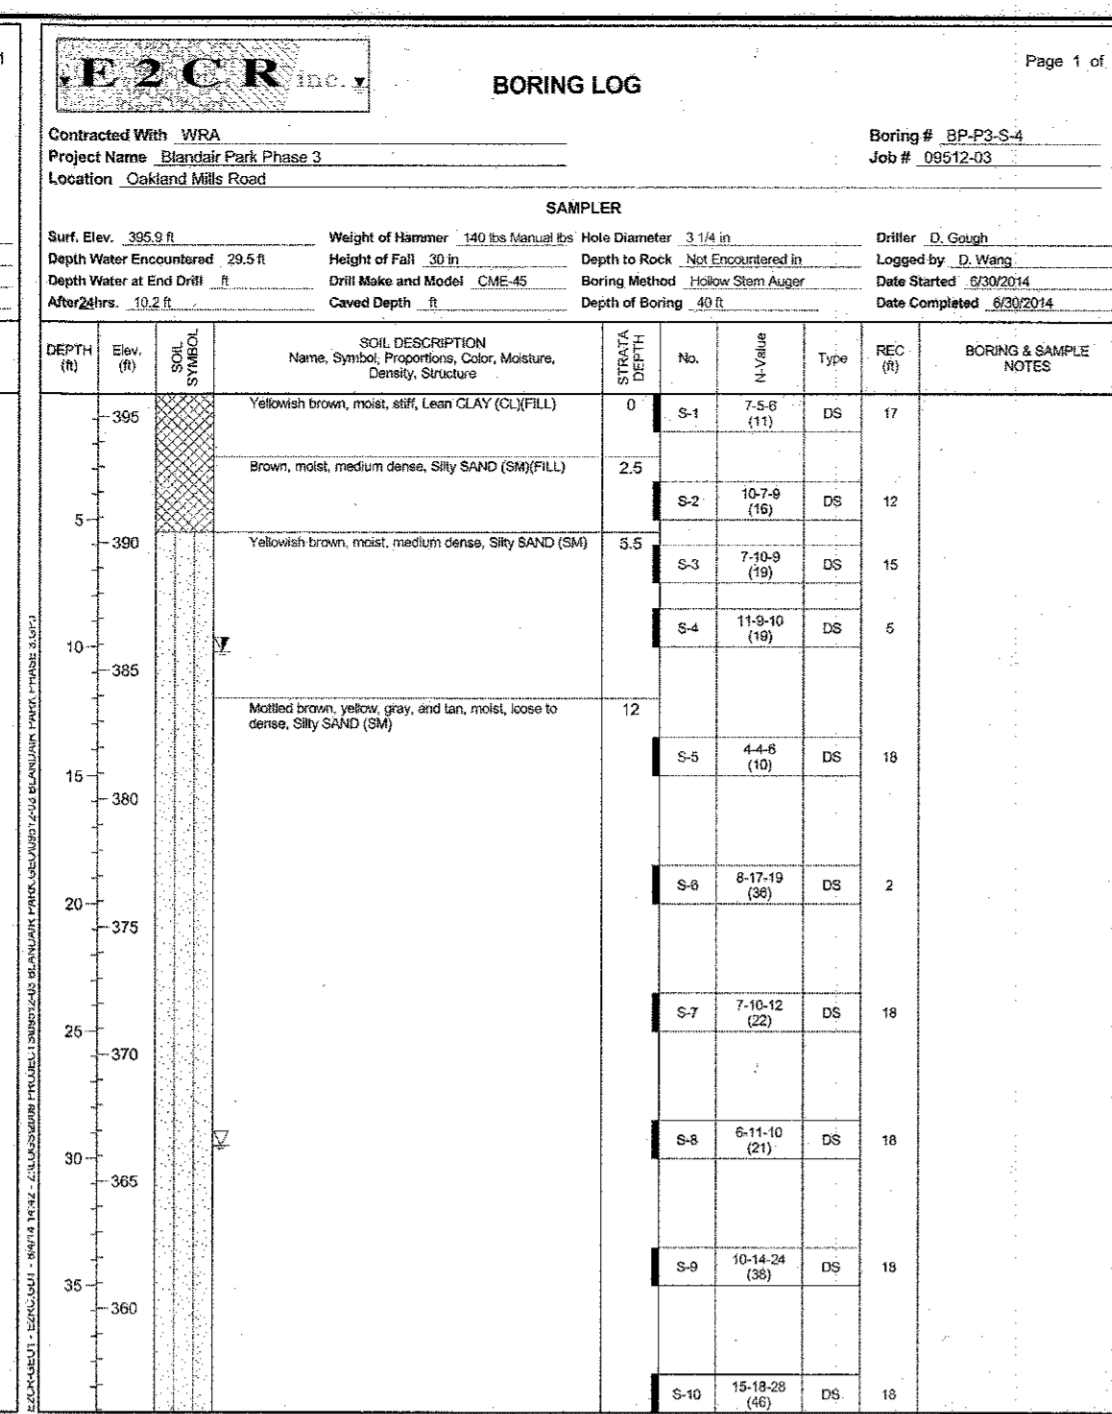 E2CR inc.
BORING LOG
Page 1 of
Contracted With WRA
Boring # BP-P3-S-4
Project Name Blandair Park Phase 3
Job # 09512-03
Location Oakland Mills Road
SAMPLER
Surf. Elev. 395.9 ft Weight of Hammer 140 lbs Manual lbs Hole Diameter 3 1/4 in Driller D. Gough
Depth Water Encountered 29.5 ft Height of Fall 30 in Depth to Rock Not Encountered in Logged by D. Wang
Depth Water at End Drill ft Drill Make and Model CME-45 Boring Method Hollow Stem Auger Date Started 6/30/2014
After 24hrs. 10.2 ft Caved Depth ft Depth of Boring 40 ft Date Completed 6/30/2014
DEPTH (ft) Elev. (ft) SOIL SYMBOL
SOIL DESCRIPTION
Name, Symbol, Proportions, Color, Moisture,
Density, Structure
STRATA DEPTH No. N-Value Type REC (ft)
BORING & SAMPLE
NOTES
Yellowish brown, moist, stiff, Lean CLAY (CL)(FILL) 0
395 S-1 7-5-6 (11) DS 17
Brown, moist, medium dense, Silty SAND (SM)(FILL) 2.5
S-2 10-7-9 (16) DS 12
5
390 Yellowish brown, moist, medium dense, Silty SAND (SM) 5.5
S-3 7-10-9 (19) DS 15
S-4 11-9-10 (19) DS 5
10
385
Mottled brown, yellow, gray, and tan, moist, loose to 12
dense, Silty SAND (SM)
S-5 4-4-6 (10) DS 18
15
380
S-6 8-17-19 (36) DS 2
20
375
S-7 7-10-12 (22) DS 18
25
370
S-8 6-11-10 (21) DS 18
30
365
S-9 10-14-24 (38) DS 18
35
360
S-10 15-18-28 (46) DS 18